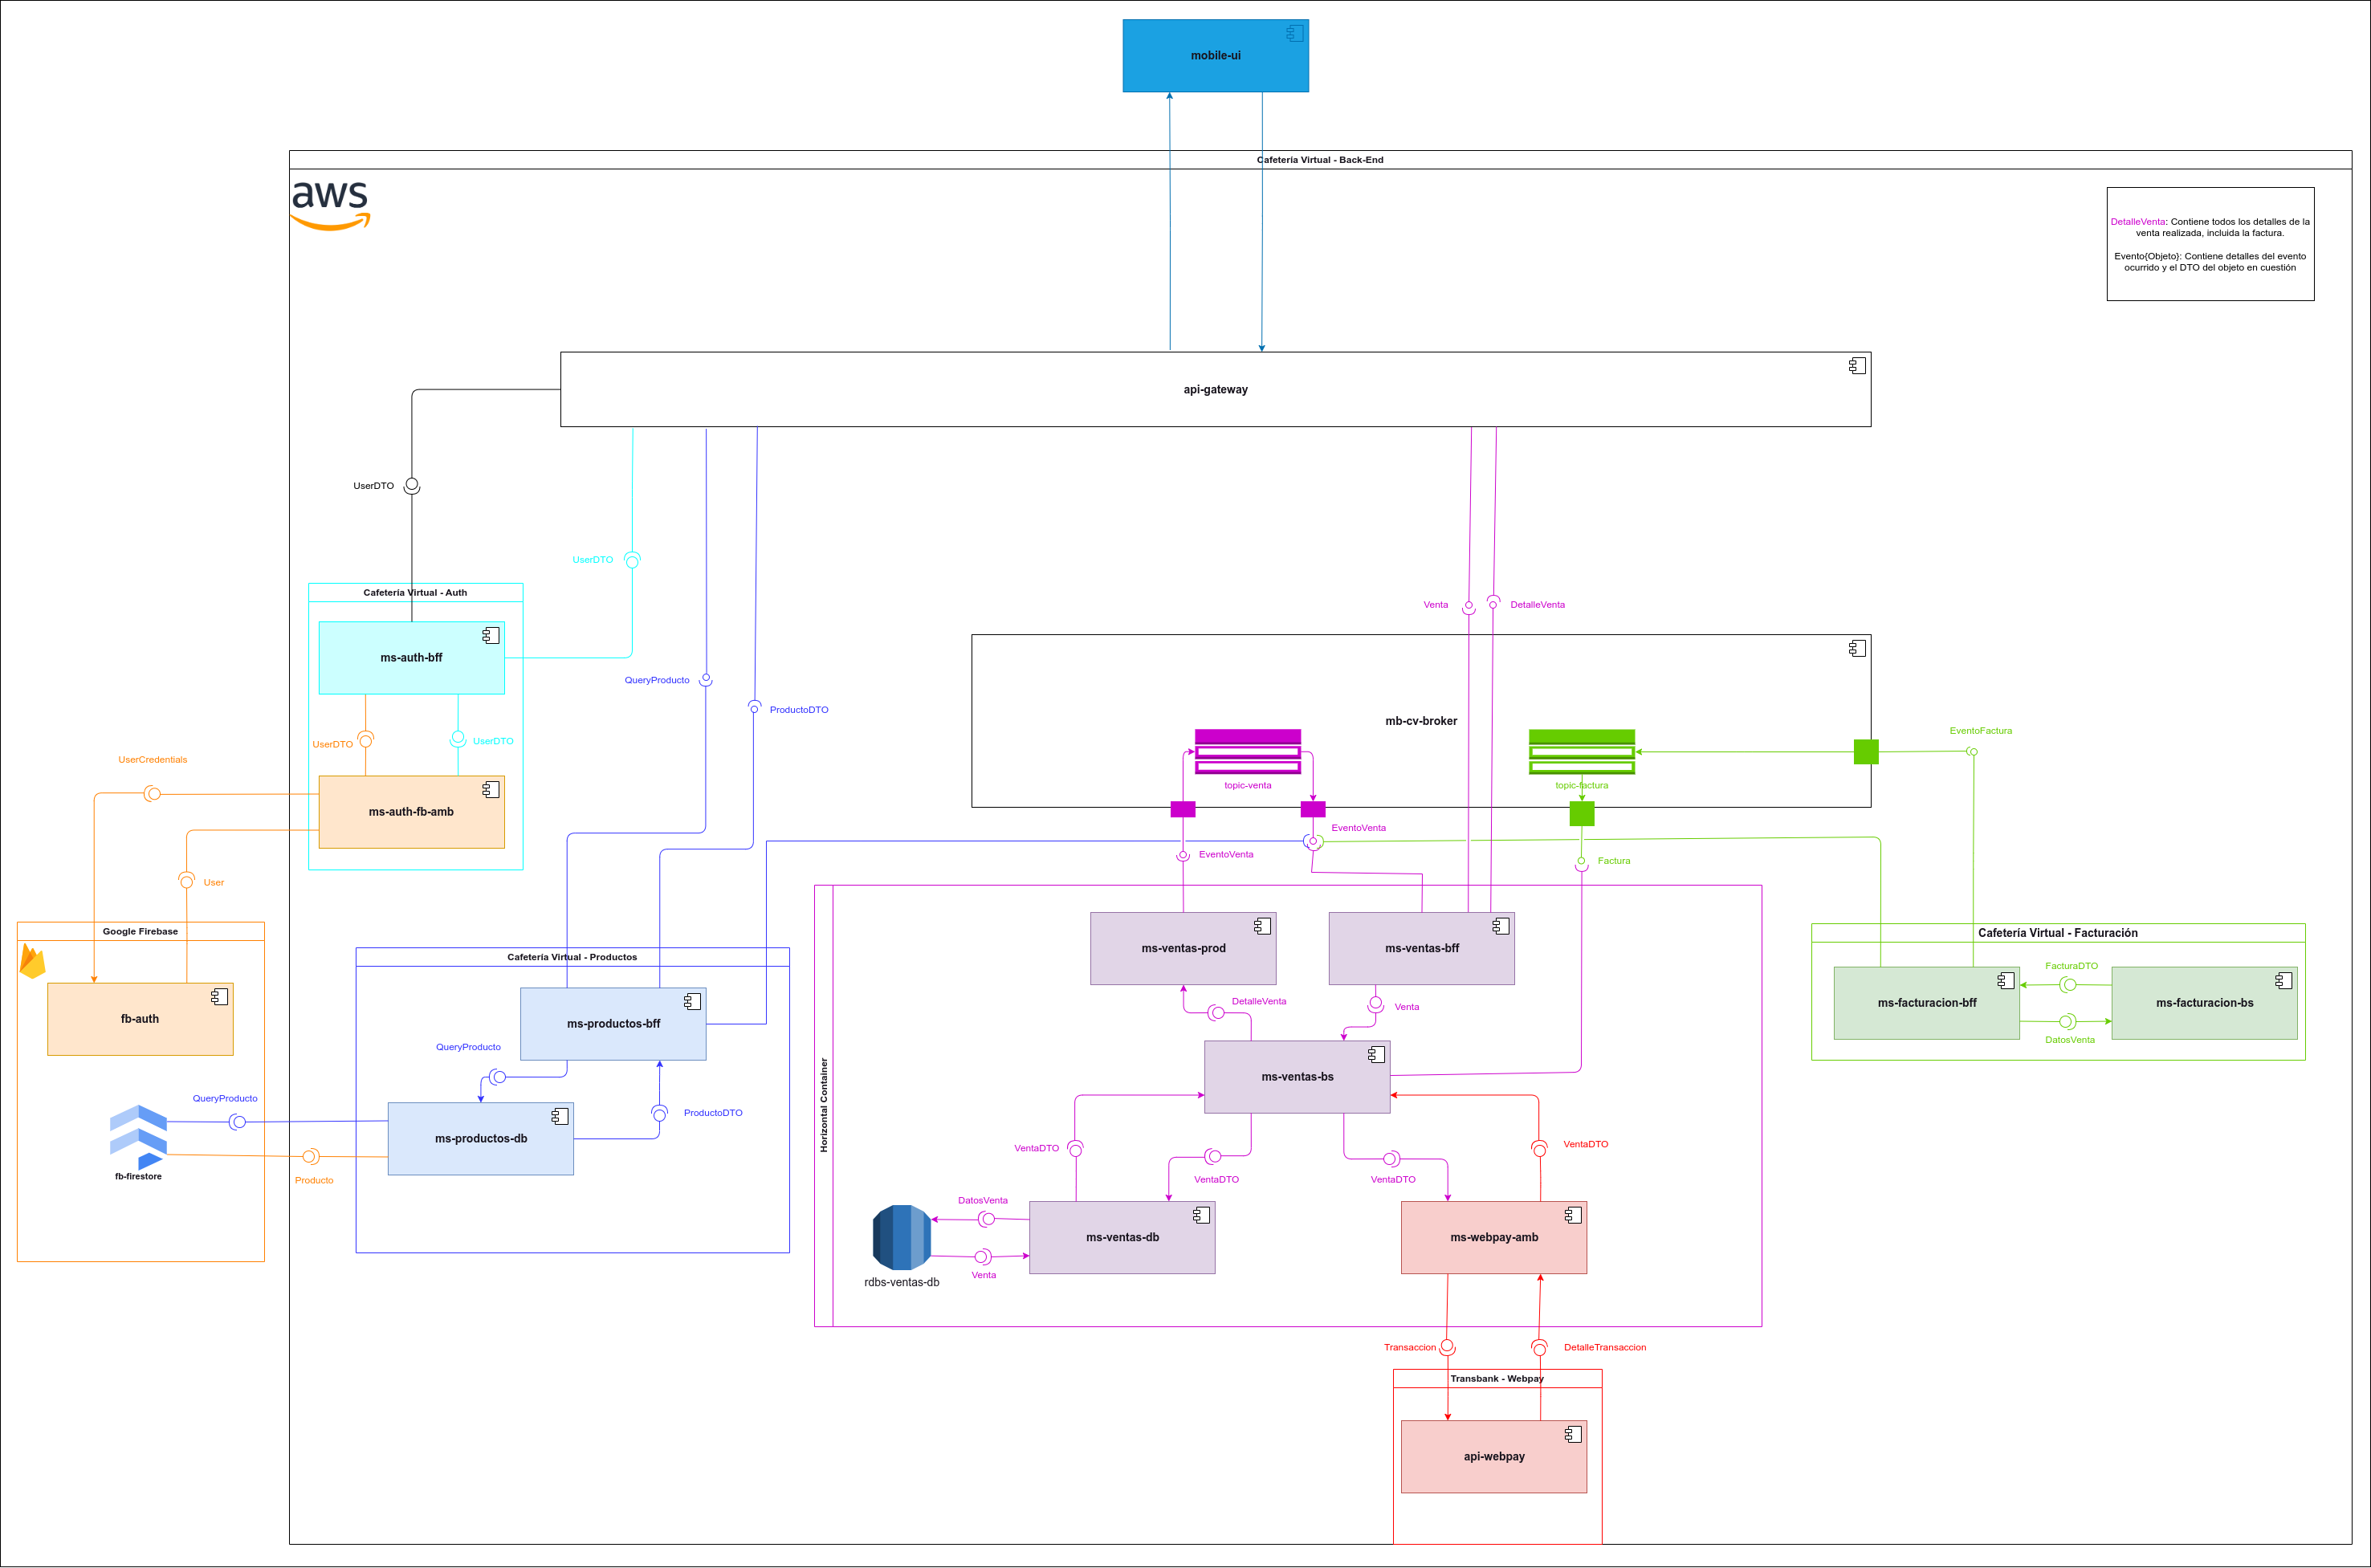 mobile-ui
Cafetería Virtual - Back-End
aws
DetalleVenta: Contiene todos los detalles de la
venta realizada, incluida la factura.
Evento{Objeto}: Contiene detalles del evento
ocurrido y el DTO del objeto en cuestión
api-gateway
UserDTO
UserDTO
Cafetería Virtual - Auth
ms-auth-bff
UserDTO
UserDTO
ms-auth-fb-amb
UserCredentials
User
QueryProducto
ProductoDTO
Venta
DetalleVenta
mb-cv-broker
topic-venta
topic-factura
EventoFactura
EventoVenta
EventoVenta
Factura
Google Firebase
fb-auth
QueryProducto
fb-firestore
Producto
Cafetería Virtual - Productos
ms-productos-bff
QueryProducto
ProductoDTO
ms-productos-db
Horizontal Container
ms-ventas-prod
ms-ventas-bff
DetalleVenta
Venta
ms-ventas-bs
VentaDTO
VentaDTO
VentaDTO
VentaDTO
DatosVenta
Venta
rdbs-ventas-db
ms-ventas-db
ms-webpay-amb
Transaccion
DetalleTransaccion
Transbank - Webpay
api-webpay
Cafetería Virtual - Facturación
ms-facturacion-bff
FacturaDTO
DatosVenta
ms-facturacion-bs